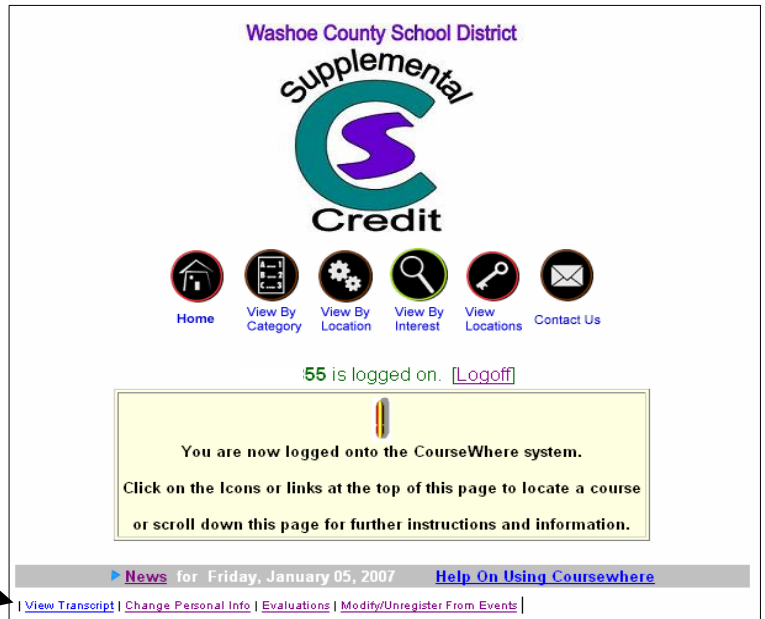 Washoe County School District
Supplemental
CS
Credit
A---1
B---2
C---3
Home
View By Category
View By Location
View By Interest
View Locations
Contact Us
55 is logged on. [Logoff]
You are now logged onto the CourseWhere system.
Click on the Icons or links at the top of this page to locate a course
or scroll down this page for further instructions and information.
News for Friday, January 05, 2007 Help On Using Coursewhere
| View Transcript | Change Personal Info | Evaluations | Modify/Unregister From Events |